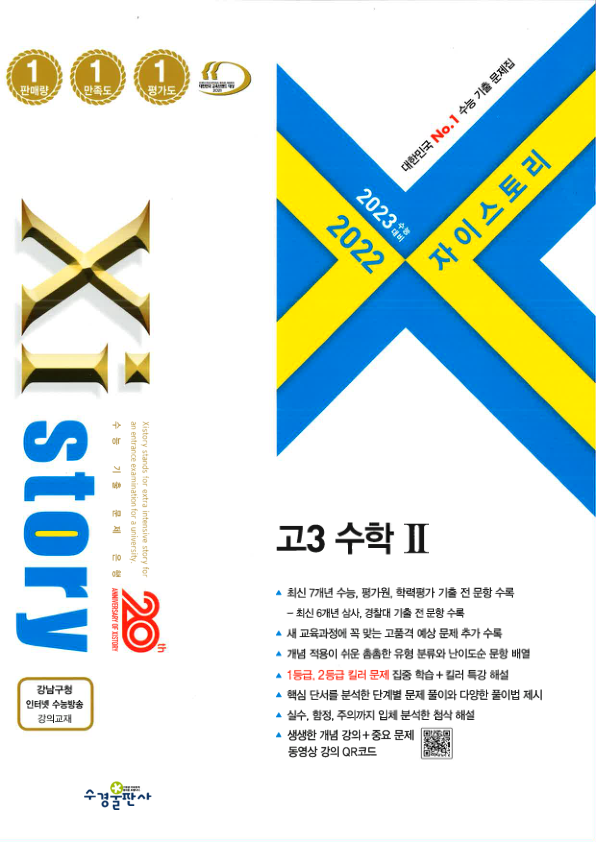 1
판매량
1
만족도
1
평가도
대한민국 No.1 수능 기출 문제집
2023 수능 대비
2022
자이스토리
Xi
story
Xistory stands for extra intensive story for
an entrance examination for a university.
수능 기출 문제 은행
20th
ANNIVERSARY OF XISTORY
고3 수학 Ⅱ
▲ 최신 7개년 수능, 평가원, 학력평가 기출 전 문항 수록
– 최신 6개년 삼사, 경찰대 기출 전 문항 수록
▲ 새 교육과정에 꼭 맞는 고품격 예상 문제 추가 수록
▲ 개념 적용이 쉬운 촘촘한 유형 분류와 난이도순 문항 배열
▲ 1등급, 2등급 킬러 문제 집중 학습 + 킬러 특강 해설
▲ 핵심 단서를 분석한 단계별 문제 풀이와 다양한 풀이법 제시
▲ 실수, 함정, 주의까지 입체 분석한 첨삭 해설
▲ 생생한 개념 강의 + 중요 문제
동영상 강의 QR코드
강남구청
인터넷 수능방송
강의교재
수경출판사